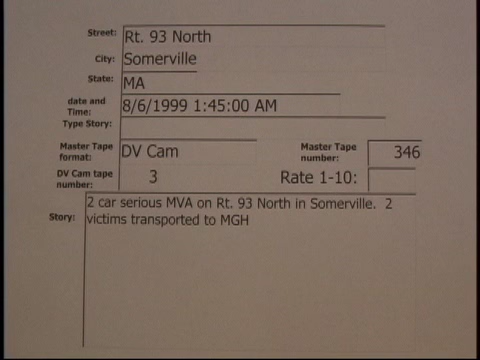 Street: Rt. 93 North
City: Somerville
State: MA
date and Time: 8/6/1999 1:45:00 AM
Type Story:
Master Tape format: DV Cam Master Tape number: 346
DV Cam tape number: 3 Rate 1-10:
Story: 2 car serious MVA on Rt. 93 North in Somerville. 2
victims transported to MGH